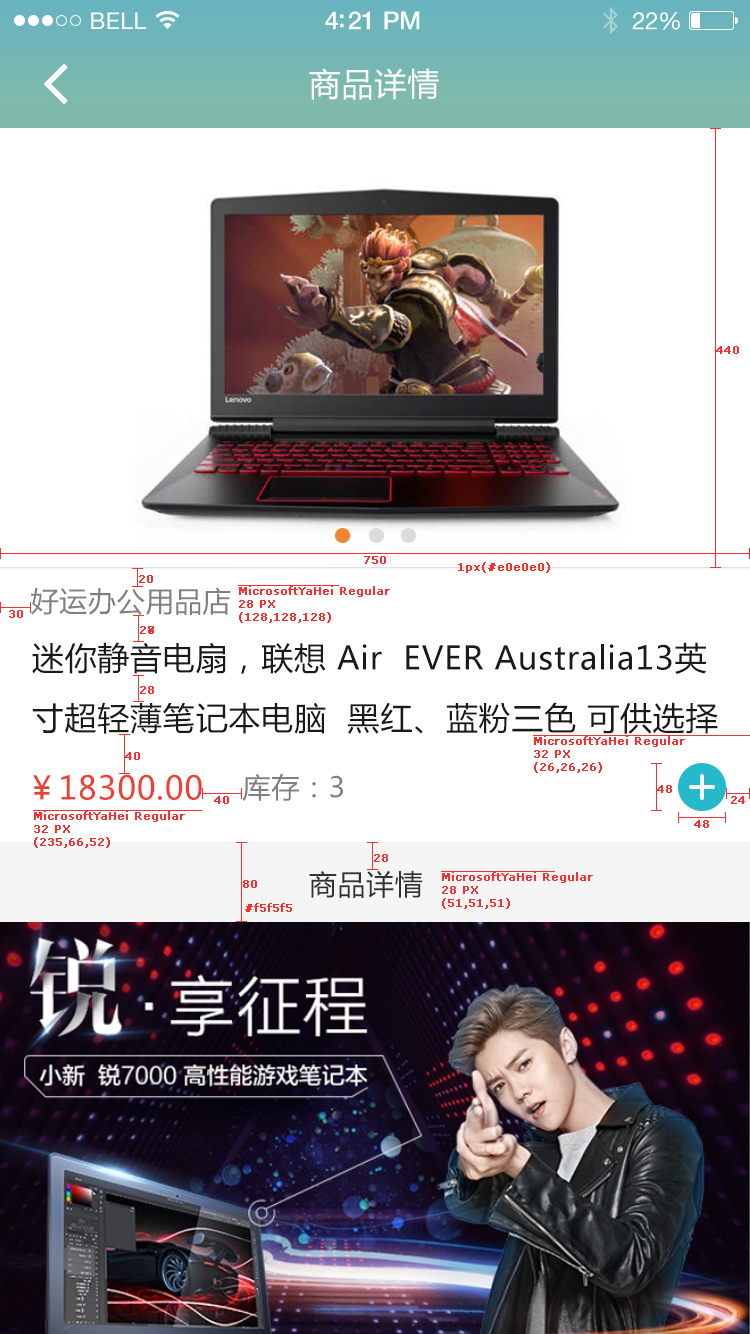 BELL 4:21 PM 22%
商品详情
440
Lenovo
750
1px(#e0e0e0)
20
30
好运办公用品店
MicrosoftYaHei Regular
28 PX
(128,128,128)
28
迷你静音电扇，联想 Air  EVER Australia13英
28
寸超轻薄笔记本电脑  黑红、蓝粉三色 可供选择
MicrosoftYaHei Regular
32 PX
(26,26,26)
40
¥ 18300.00
40
库存：3
48
24
48
MicrosoftYaHei Regular
32 PX
(235,66,52)
28
80
商品详情
#f5f5f5
MicrosoftYaHei Regular
28 PX
(51,51,51)
锐·享征程
小新  锐7000 高性能游戏笔记本